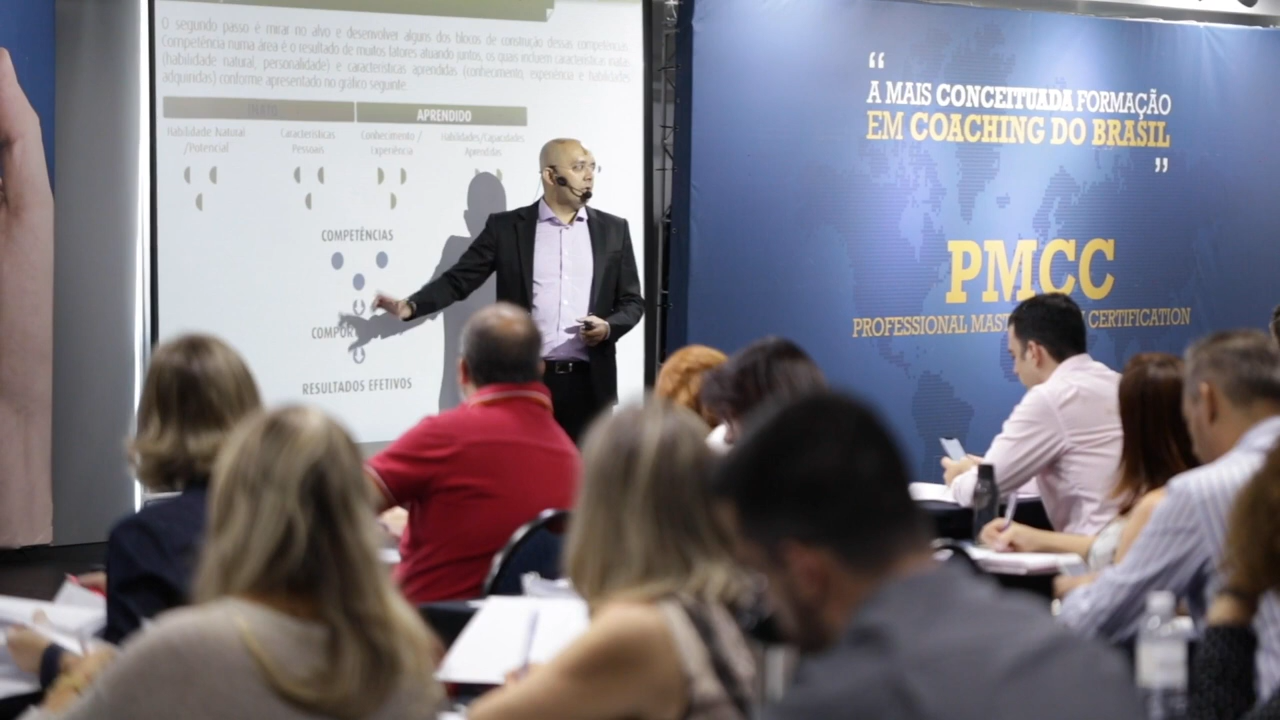 O segundo passo é mirar no alvo e desenvolver alguns dos blocos de construção dessas competências.
Competência numa área é o resultado de muitos fatores atuando juntos, os quais incluem características inatas
(habilidade natural, personalidade) e características aprendidas (conhecimento, experiência e habilidades
adquiridas) conforme apresentado no gráfico seguinte.
APRENDIDO
Habilidade Natural
/Potencial
Características
Pessoais
Conhecimento /
Experiência
Habilidades/Capacidades
Aprendidas
COMPETÊNCIAS
RESULTADOS EFETIVOS
“
A MAIS CONCEITUADA FORMAÇÃO
EM COACHING DO BRASIL
”
PMCC
PROFESSIONAL CERTIFICATION